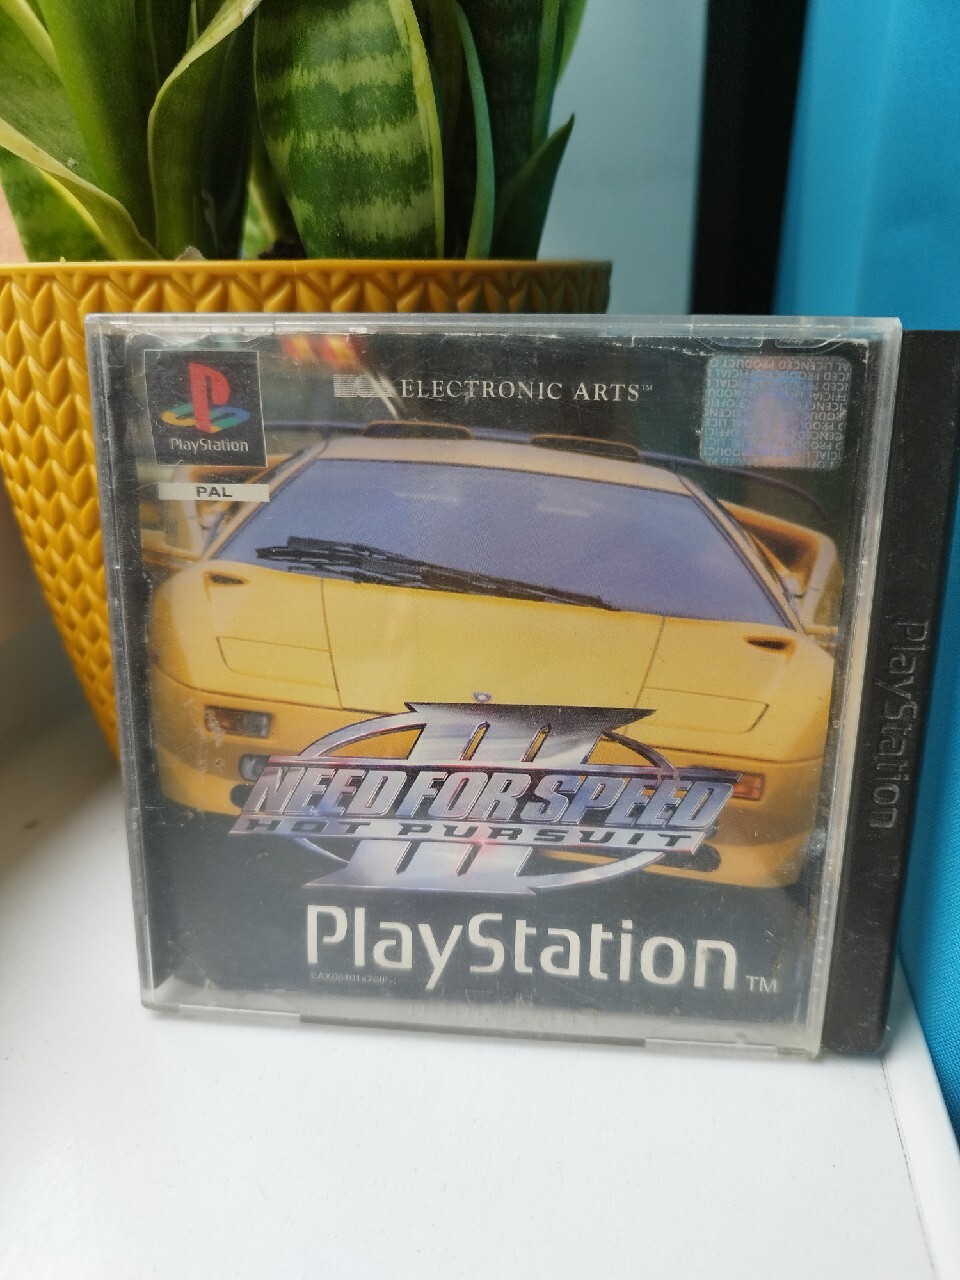 ELECTRONIC ARTS™
PlayStation
PAL
PlayStation
III
NEED FOR SPEED
HOT PURSUIT
PlayStation™